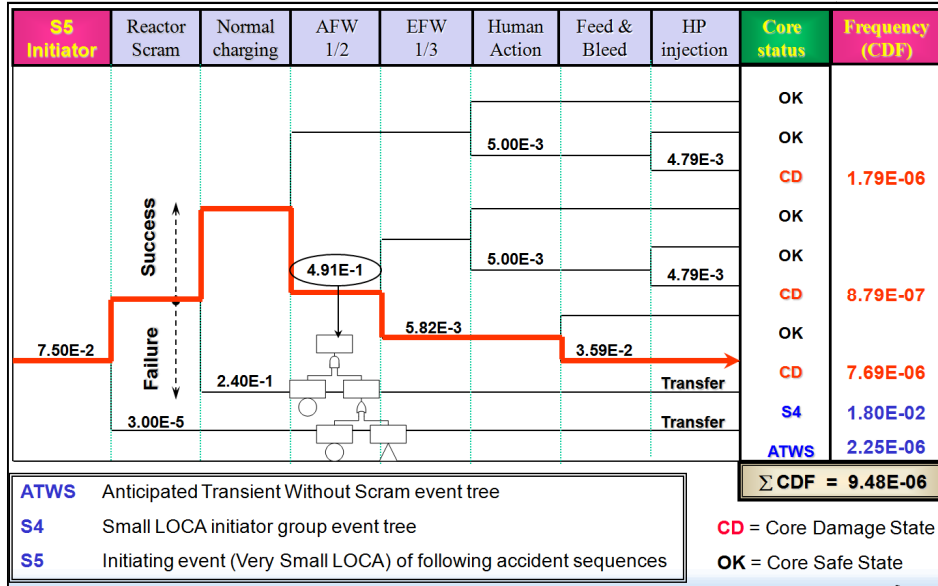 S5 Initiator
Reactor Scram
Normal charging
AFW 1/2
EFW 1/3
Human Action
Feed & Bleed
HP injection
Core status
Frequency (CDF)
OK
5.00E-3
OK
4.79E-3
CD
1.79E-06
Success
OK
5.00E-3
OK
4.91E-1
4.79E-3
CD
8.79E-07
5.82E-3
OK
Failure
7.50E-2
3.59E-2
CD
7.69E-06
2.40E-1
Transfer
S4
1.80E-02
3.00E-5
Transfer
ATWS
2.25E-06
∑CDF = 9.48E-06
ATWS Anticipated Transient Without Scram event tree
S4 Small LOCA initiator group event tree
S5 Initiating event (Very Small LOCA) of following accident sequences
CD = Core Damage State
OK = Core Safe State